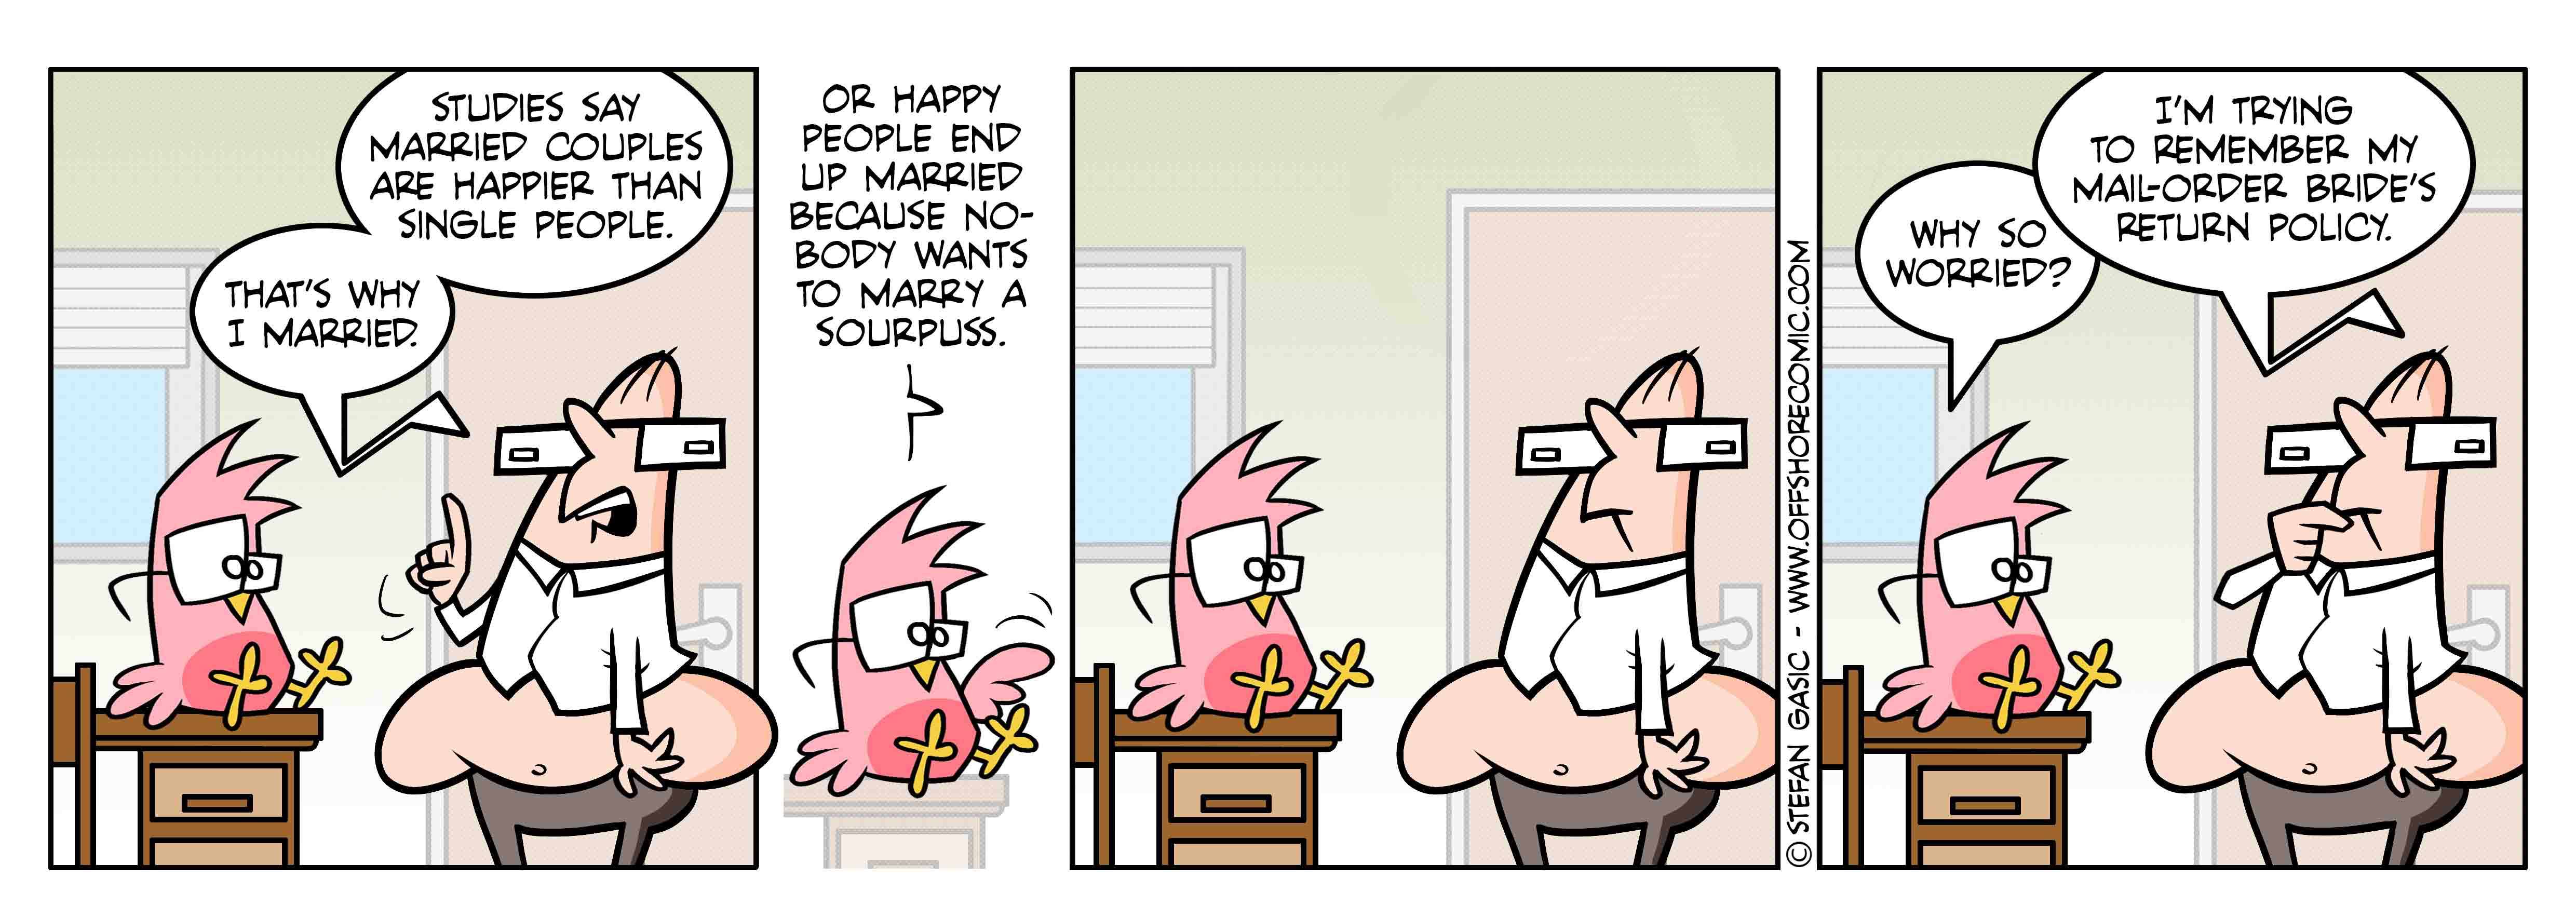 STUDIES SAY
MARRIED COUPLES
ARE HAPPIER THAN
SINGLE PEOPLE.
THAT'S WHY
I MARRIED.
OR HAPPY
PEOPLE END
UP MARRIED
BECAUSE NO-
BODY WANTS
TO MARRY A
SOURPUSS.
© STEFAN GASIC - WWW.OFFSHORECOMIC.COM
WHY SO
WORRIED?
I'M TRYING
TO REMEMBER MY
MAIL-ORDER BRIDE'S
RETURN POLICY.